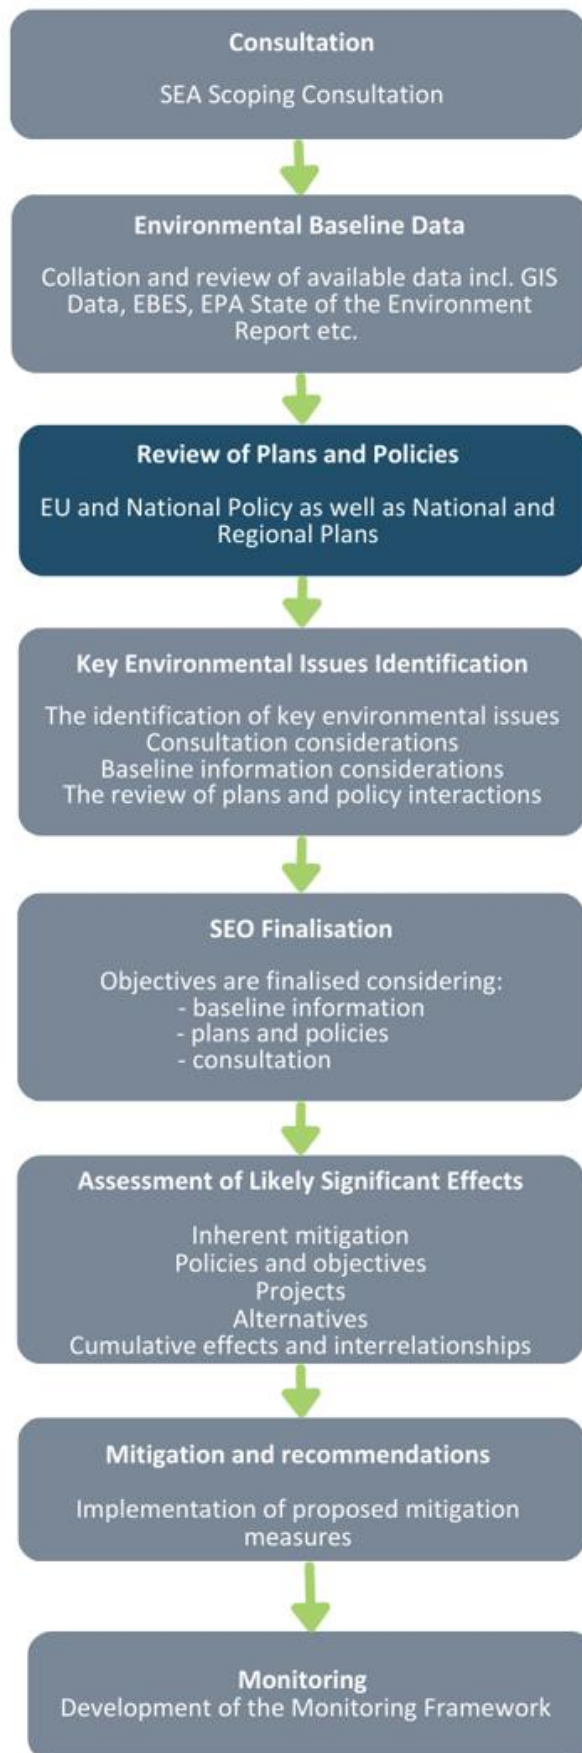 Consultation
SEA Scoping Consultation
Environmental Baseline Data
Collation and review of available data incl. GIS
Data, EBES, EPA State of the Environment
Report etc.
Review of Plans and Policies
EU and National Policy as well as National and
Regional Plans
Key Environmental Issues Identification
The identification of key environmental issues
Consultation considerations
Baseline information considerations
The review of plans and policy interactions
SEO Finalisation
Objectives are finalised considering:
- baseline information
- plans and policies
- consultation
Assessment of Likely Significant Effects
Inherent mitigation
Policies and objectives
Projects
Alternatives
Cumulative effects and interrelationships
Mitigation and recommendations
Implementation of proposed mitigation
measures
Monitoring
Development of the Monitoring Framework